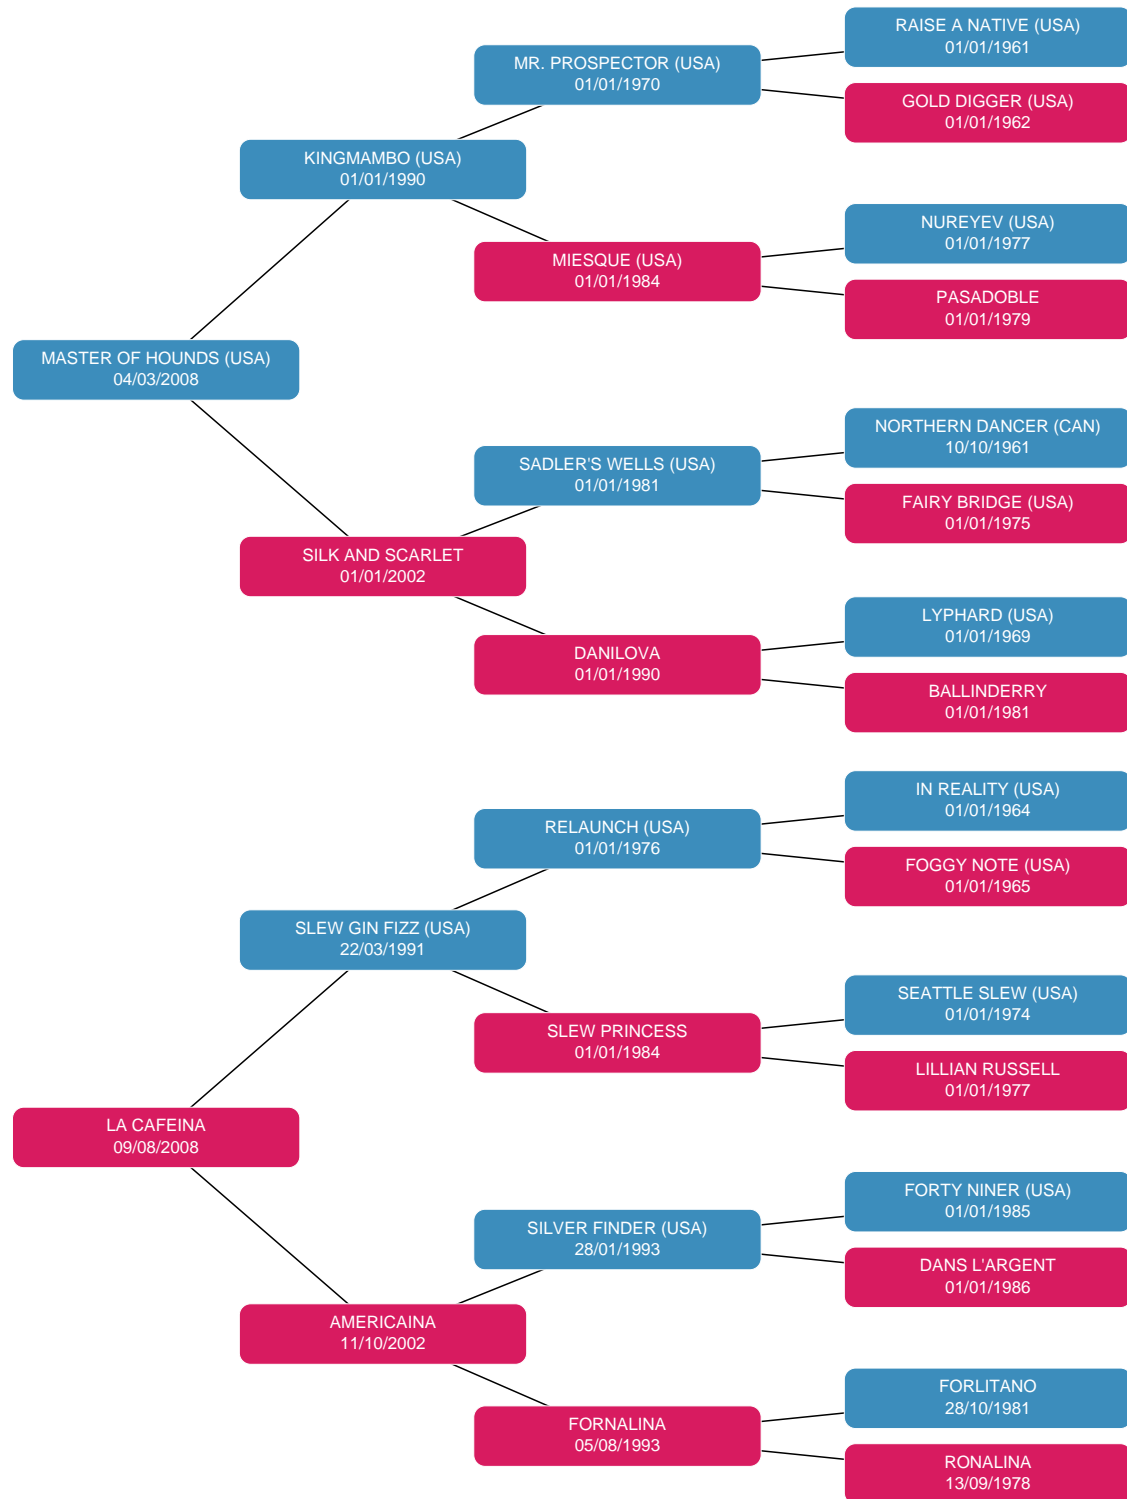 RAISE A NATIVE (USA)
01/01/1961
MR. PROSPECTOR (USA)
01/01/1970
GOLD DIGGER (USA)
01/01/1962
KINGMAMBO (USA)
01/01/1990
NUREYEV (USA)
01/01/1977
MIESQUE (USA)
01/01/1984
PASADOBLE
01/01/1979
MASTER OF HOUNDS (USA)
04/03/2008
NORTHERN DANCER (CAN)
10/10/1961
SADLER'S WELLS (USA)
01/01/1981
FAIRY BRIDGE (USA)
01/01/1975
SILK AND SCARLET
01/01/2002
LYPHARD (USA)
01/01/1969
DANILOVA
01/01/1990
BALLINDERRY
01/01/1981
IN REALITY (USA)
01/01/1964
RELAUNCH (USA)
01/01/1976
FOGGY NOTE (USA)
01/01/1965
SLEW GIN FIZZ (USA)
22/03/1991
SEATTLE SLEW (USA)
01/01/1974
SLEW PRINCESS
01/01/1984
LILLIAN RUSSELL
01/01/1977
LA CAFEINA
09/08/2008
FORTY NINER (USA)
01/01/1985
SILVER FINDER (USA)
28/01/1993
DANS L'ARGENT
01/01/1986
AMERICAINA
11/10/2002
FORLITANO
28/10/1981
FORNALINA
05/08/1993
RONALINA
13/09/1978